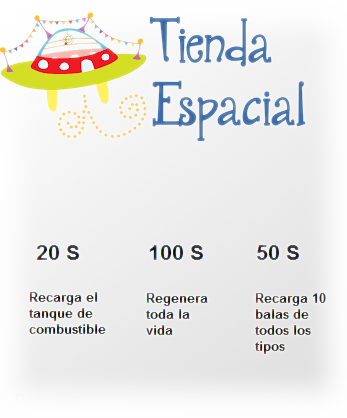 Tienda
Espacial
20 S
100 S
50 S
Recarga el
tanque de
combustible
Regenera
toda la
vida
Recarga 10
balas de
todos los
tipos